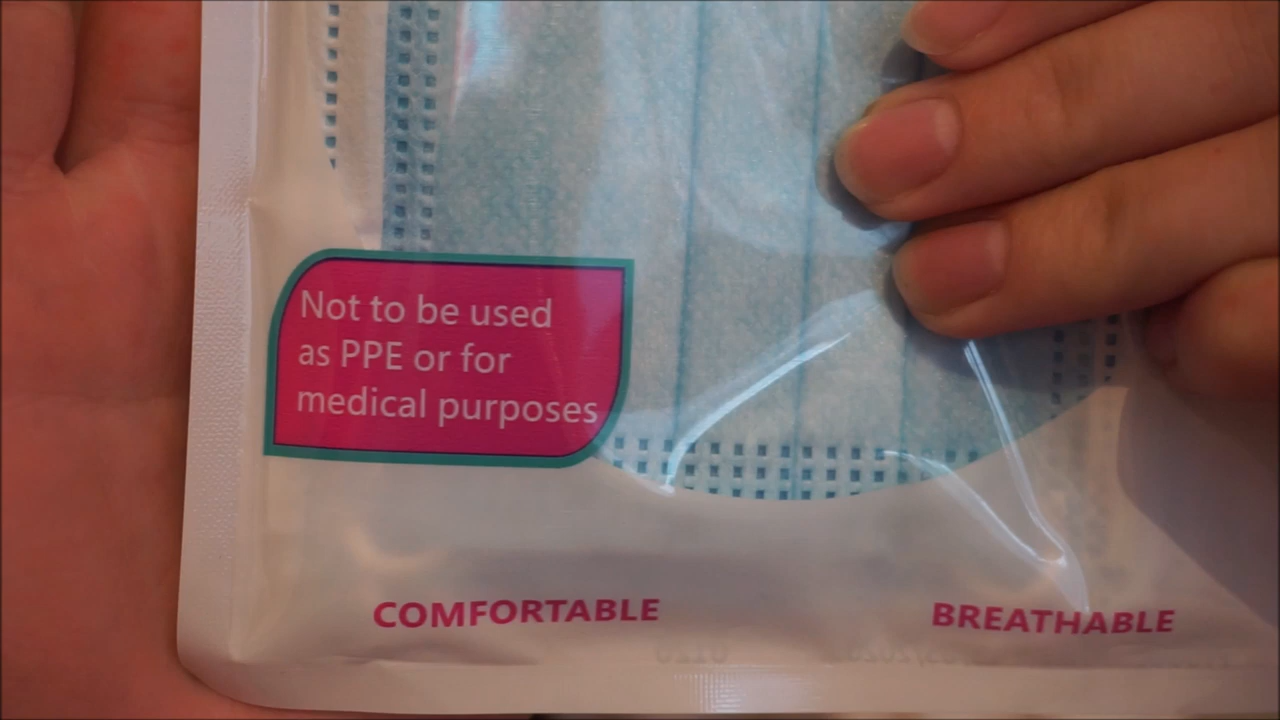 Not to be used
as PPE or for
medical purposes
COMFORTABLE
BREATHABLE